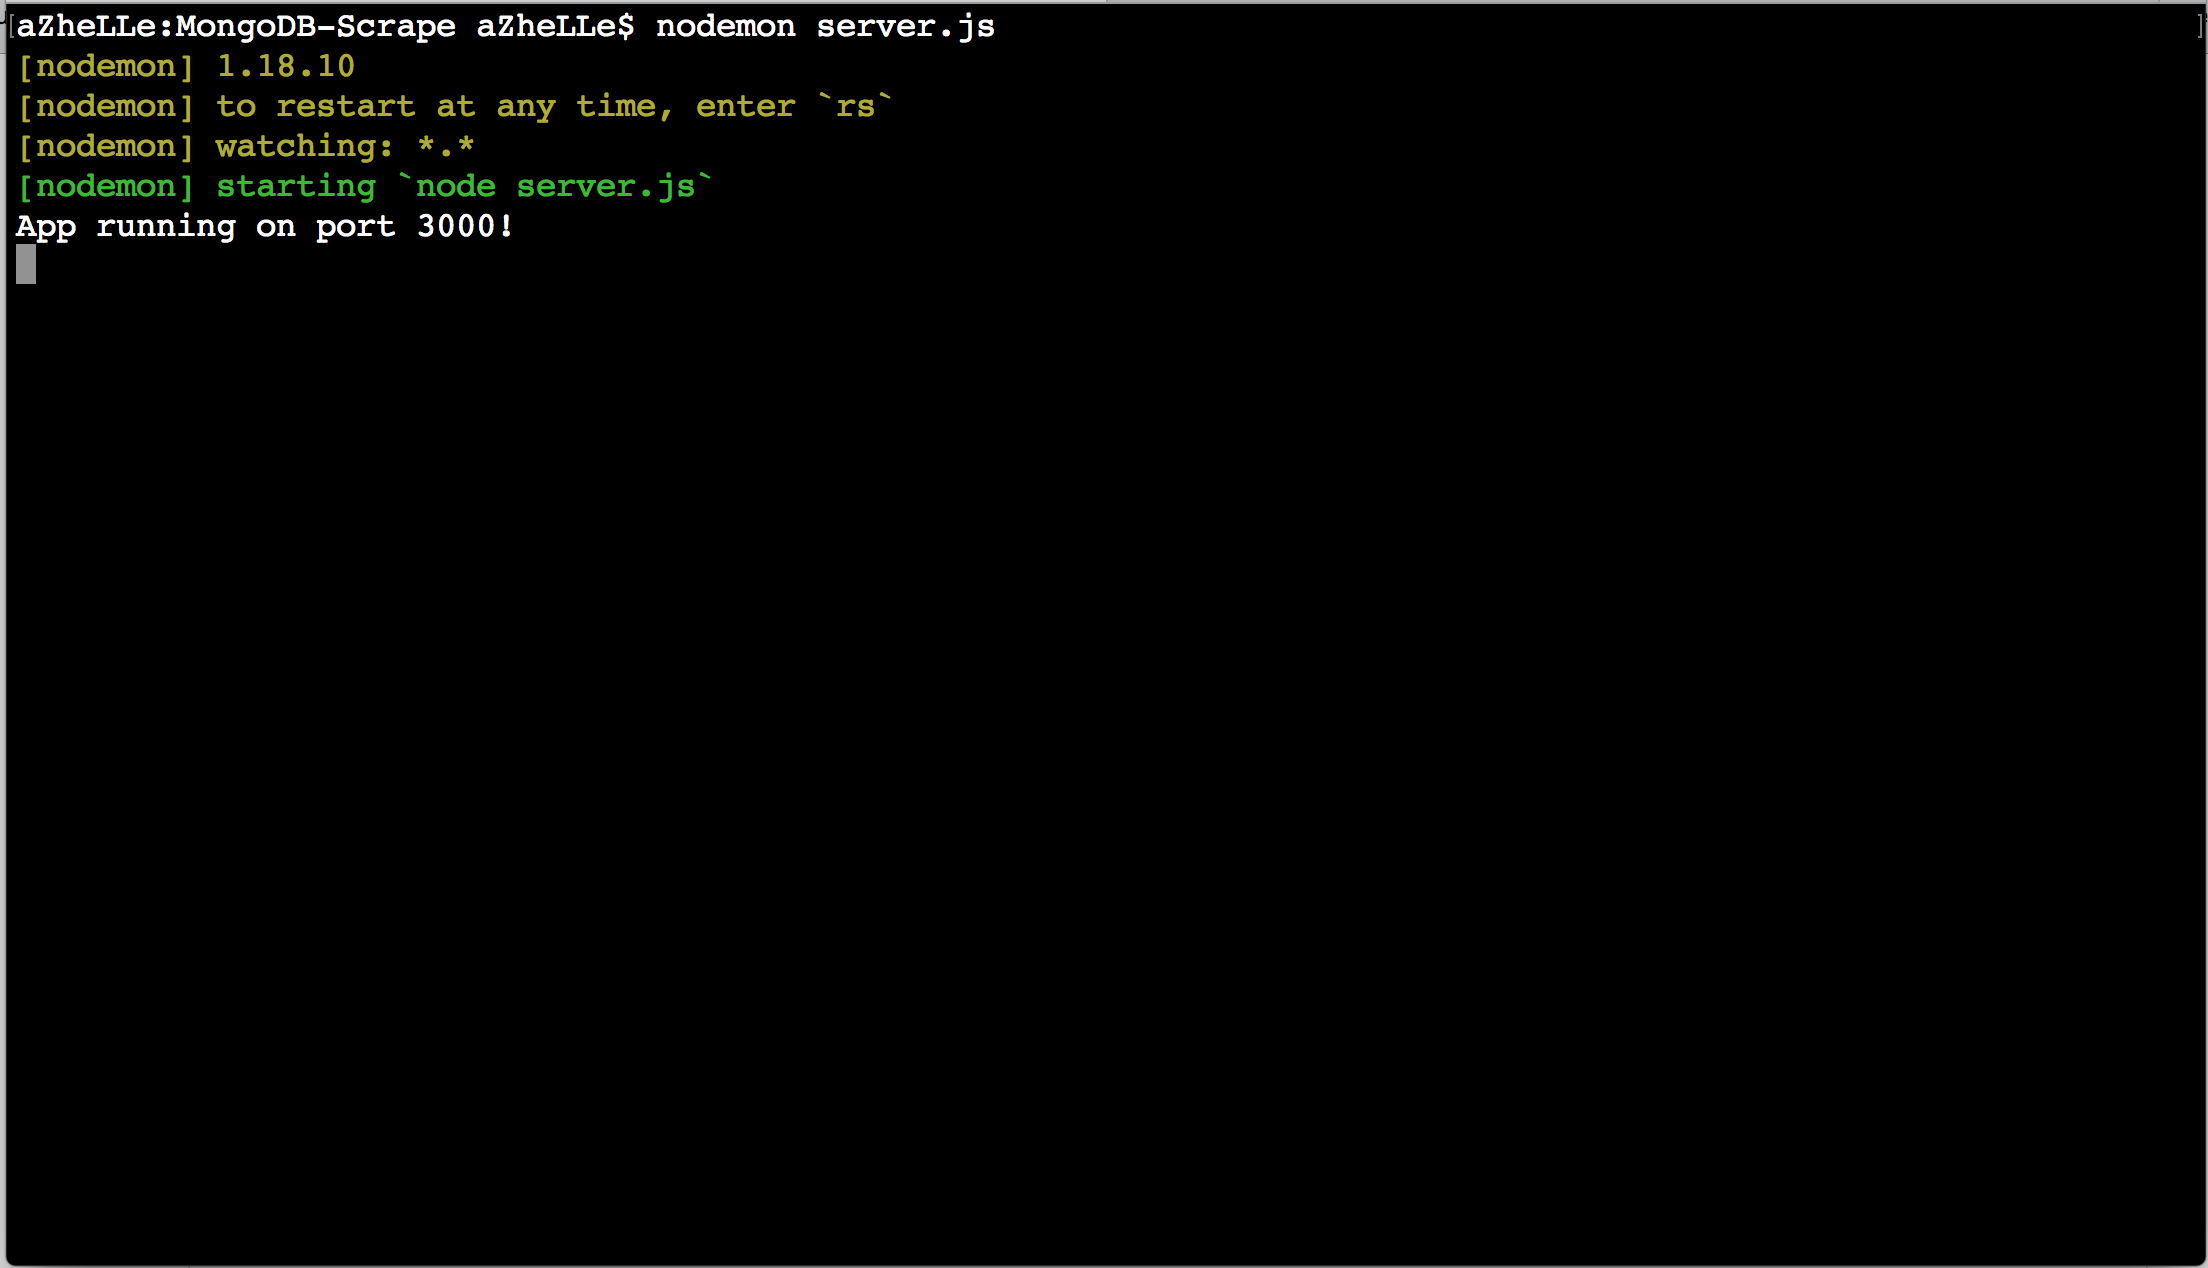 aZheLLe:MongoDB-Scrape aZheLLe$ nodemon server.js
[nodemon] 1.18.10
[nodemon] to restart at any time, enter `rs`
[nodemon] watching: *.*
[nodemon] starting `node server.js`
App running on port 3000!